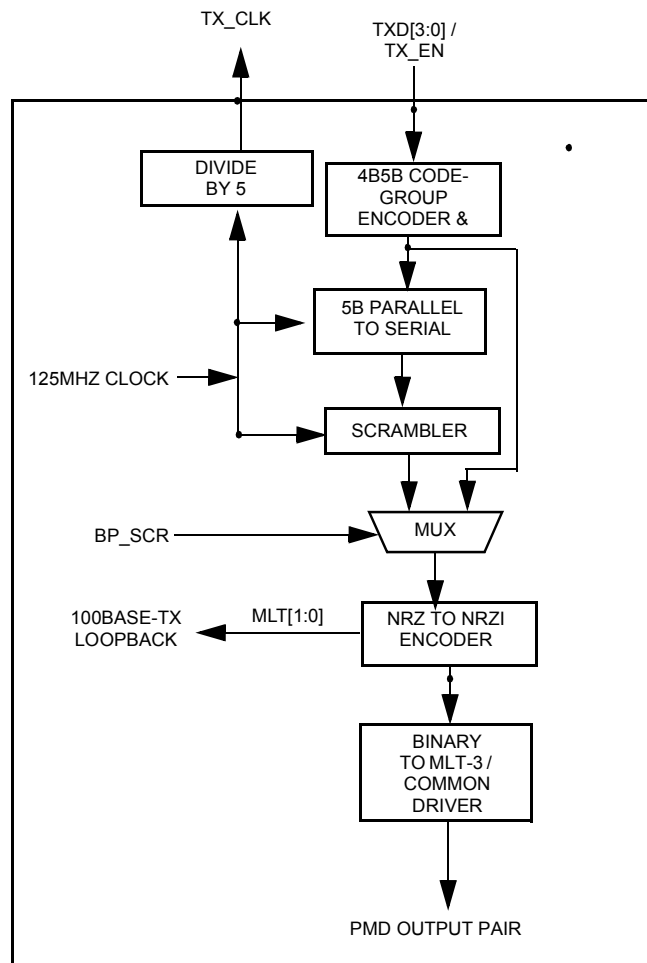 TX_CLK
TXD[3:0] /
TX_EN
DIVIDE
BY 5
4B5B CODE-
GROUP
ENCODER &
5B PARALLEL
TO SERIAL
125MHZ CLOCK
SCRAMBLER
BP_SCR
MUX
100BASE-TX
LOOPBACK
MLT[1:0]
NRZ TO NRZI
ENCODER
BINARY
TO MLT-3 /
COMMON
DRIVER
PMD OUTPUT PAIR